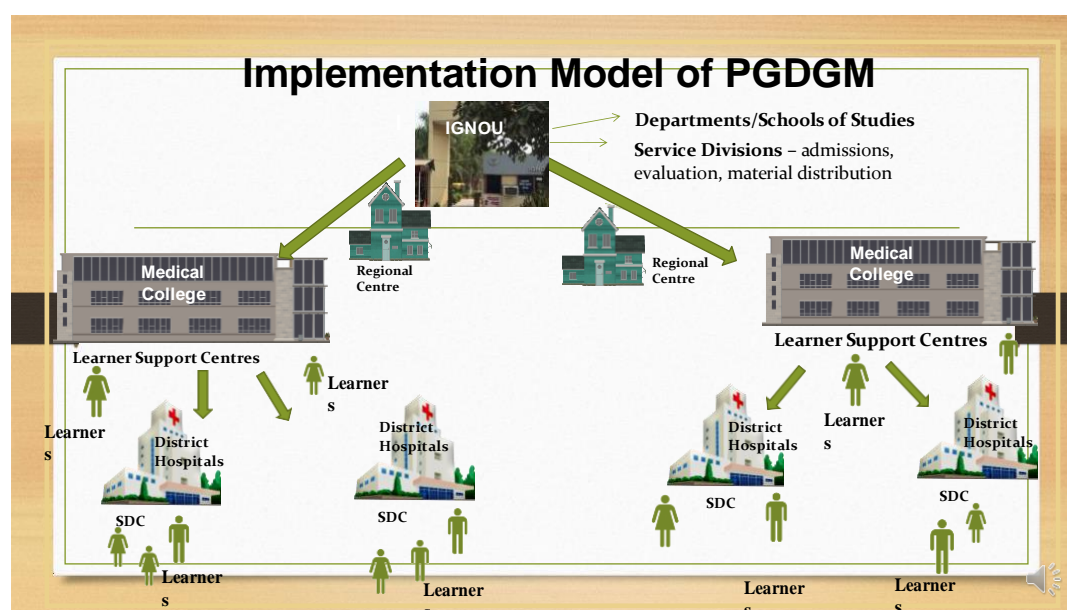 Implementation Model of PGDGM
IGNOU
Departments/Schools of Studies
Service Divisions – admissions,
evaluation, material distribution
Regional
Centre
Regional
Centre
Medical
College
Medical
College
Learner Support Centres
Learner Support Centres
Learner
s
Learner
s
Learner
s
District
Hospitals
District
Hospitals
District
Hospitals
District
Hospitals
SDC
SDC
SDC
SDC
Learner
s
Learner
s
Learner
s
Learner
s